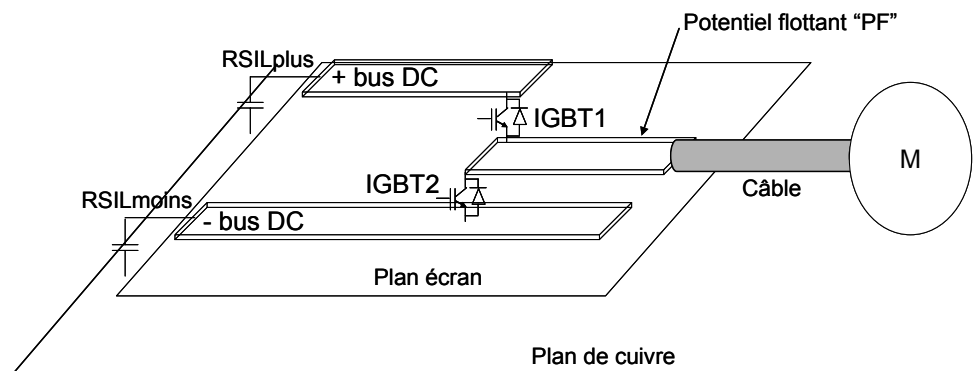 Potentiel flottant “PF”
RSILplus
+ bus DC
IGBT1
M
IGBT2
Câble
RSILmoins
- bus DC
Plan écran
Plan de cuivre